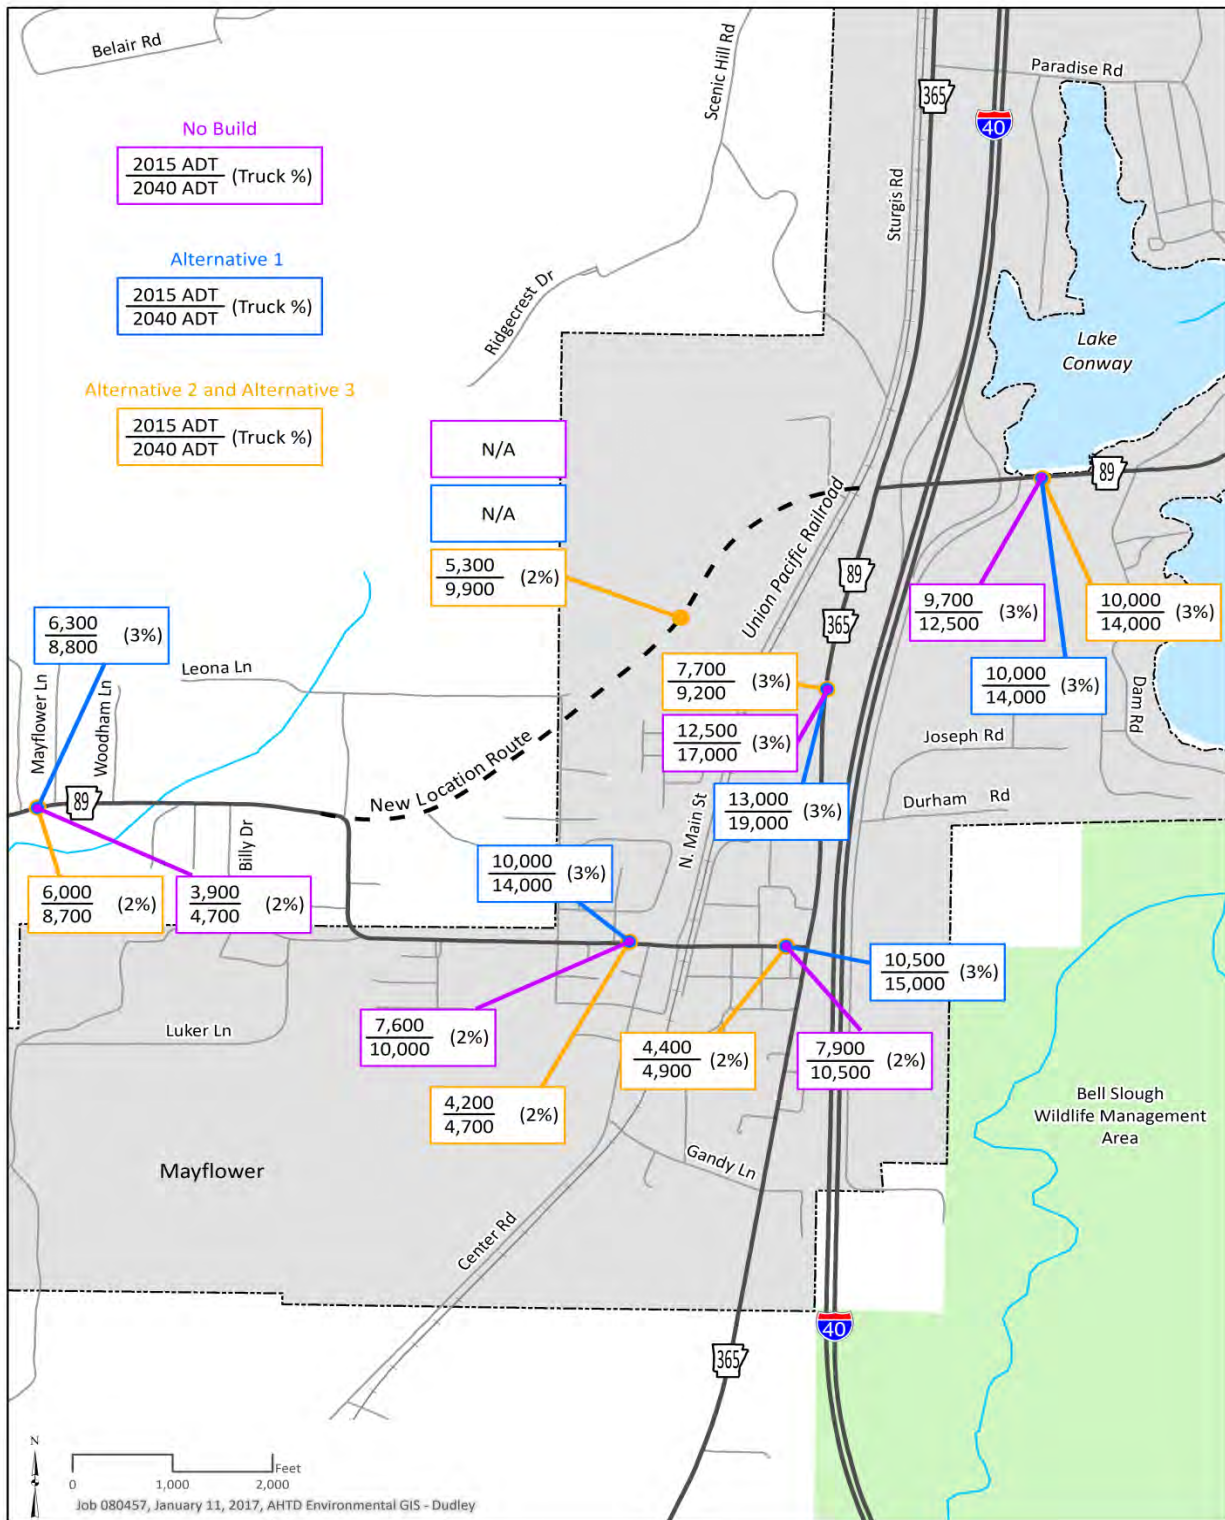 Belair Rd
Scenic Hill Rd
365
40
Paradise Rd
No Build
2015 ADT
2040 ADT
(Truck %)
Sturgis Rd
Alternative 1
2015 ADT
2040 ADT
(Truck %)
Ridgecrest Dr
Lake
Conway
Alternative 2 and Alternative 3
2015 ADT
2040 ADT
(Truck %)
N/A
N/A
5,300
9,900
(2%)
Union Pacific Railroad
89
89
365
9,700
12,500
(3%)
10,000
14,000
(3%)
10,000
14,000
(3%)
6,300
8,800
(3%)
Leona Ln
Mayflower Ln
Woodham Ln
7,700
9,200
(3%)
12,500
17,000
(3%)
13,000
19,000
(3%)
Dam Rd
Joseph Rd
Durham Rd
New Location Route
89
Billy Dr
N. Main St
10,000
14,000
(3%)
6,000
8,700
(2%)
3,900
4,700
(2%)
10,500
15,000
(3%)
Luker Ln
7,600
10,000
(2%)
4,400
4,900
(2%)
7,900
10,500
(2%)
4,200
4,700
(2%)
Bell Slough
Wildlife Management
Area
Mayflower
Gandy Ln
Center Rd
40
365
N
Feet
0
1,000
2,000
Job 080457, January 11, 2017, AHTD Environmental GIS - Dudley